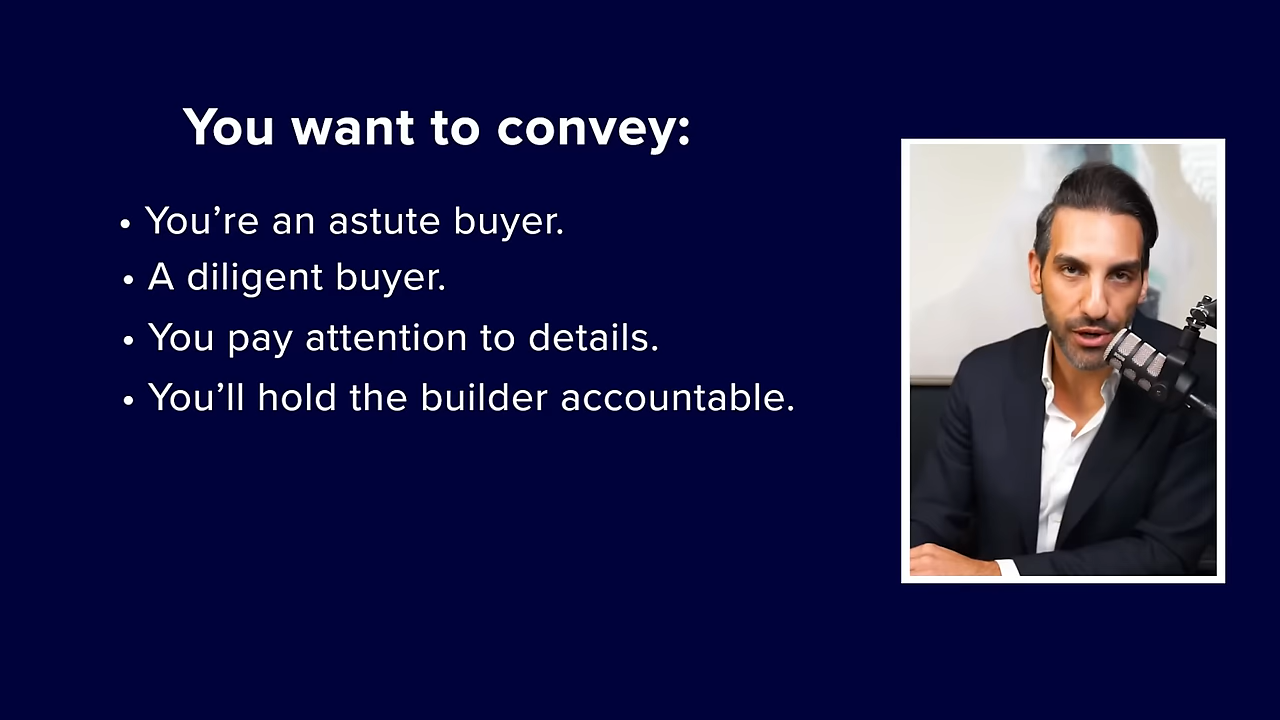 You want to convey:
• You’re an astute buyer.
• A diligent buyer.
• You pay attention to details.
• You’ll hold the builder accountable.